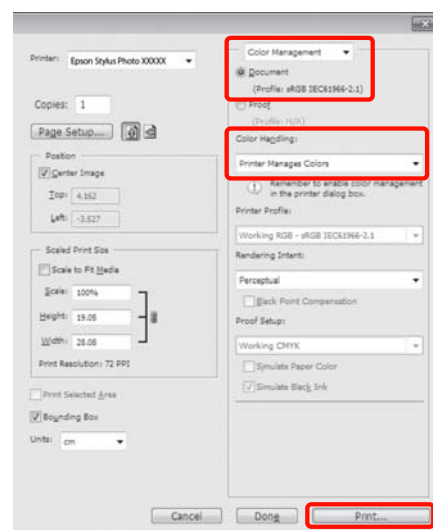 Printer: Epson Stylus Photo XXXXX
Copies: 1
Page Setup...
Position
Center Image
Top: 4.162
Left: -3.527
Scaled Print Size
Scale to Fit Media
Scale: 100%
Height: 19.05
Width: 28.08
Print Resolution: 72 PPI
Print Selected Area
Bounding Box
Units: cm
Color Management
Document
(Profile: sRGB IEC61966-2.1)
Proof
(Profile: N/A)
Color Handling:
Printer Manages Colors
Remember to enable color management
in the printer dialog box.
Printer Profile:
Working RGB - sRGB IEC61966-2.1
Rendering Intent:
Perceptual
Black Point Compensation
Proof Setup:
Working CMYK
Simulate Paper Color
Simulate Black Ink
Cancel
Done
Print...